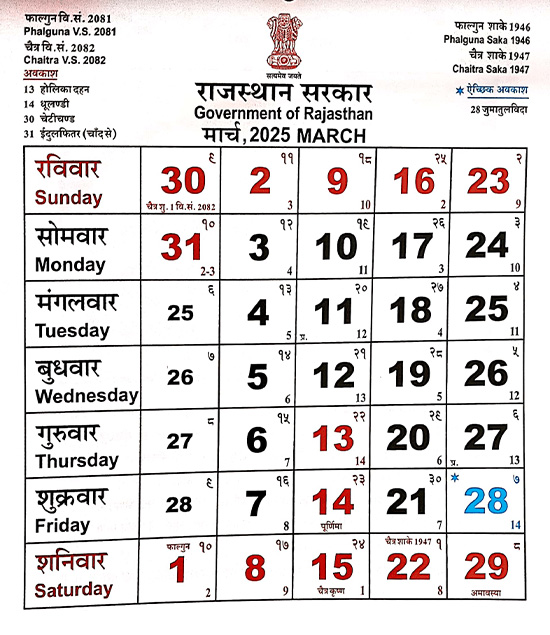 फाल्गुन वि.सं. 2081
Phalguna V.S. 2081
चैत्र वि. सं. 2082
Chaitra V.S. 2082
अवकाश
13 होलिका दहन
14 धूलण्डी
30 चेटीचण्ड
31 ईदुलफितर (चाँद से)
सत्यमेव जयते
राजस्थान सरकार
Government of Rajasthan
मार्च, 2025 MARCH
फाल्गुन शाके 1946
Phalguna Saka 1946
चैत्र शाके 1947
Chaitra Saka 1947
* ऐच्छिक अवकाश
28 जुमातुलविदा
९ ११ १८ २५ २
रविवार 30 2 9 16 23
Sunday चैत्र शु. 1 वि.सं. 2082 3 10 2 9
१० १२ १९ २६ ३
सोमवार 31 3 10 17 24
Monday 2-3 4 11 3 10
६ १३ २० २७ ४
मंगलवार 25 4 11 18 25
Tuesday 5 प्र. 12 4 11
७ १४ २१ २८ ५
बुधवार 26 5 12 19 26
Wednesday 6 13 5 12
८ १५ २२ २९ ६
गुरुवार 27 6 13 20 27
Thursday 7 14 6 प्र. 13
९ १६ २३ ३० * ७
शुक्रवार 28 7 14 21 28
Friday 8 पूर्णिमा 7 14
फाल्गुन १० १७ २४ चैत्र शाके 1947 १ ८
शनिवार 1 8 15 22 29
Saturday 2 9 चैत्र कृष्ण 1 8 अमावस्या